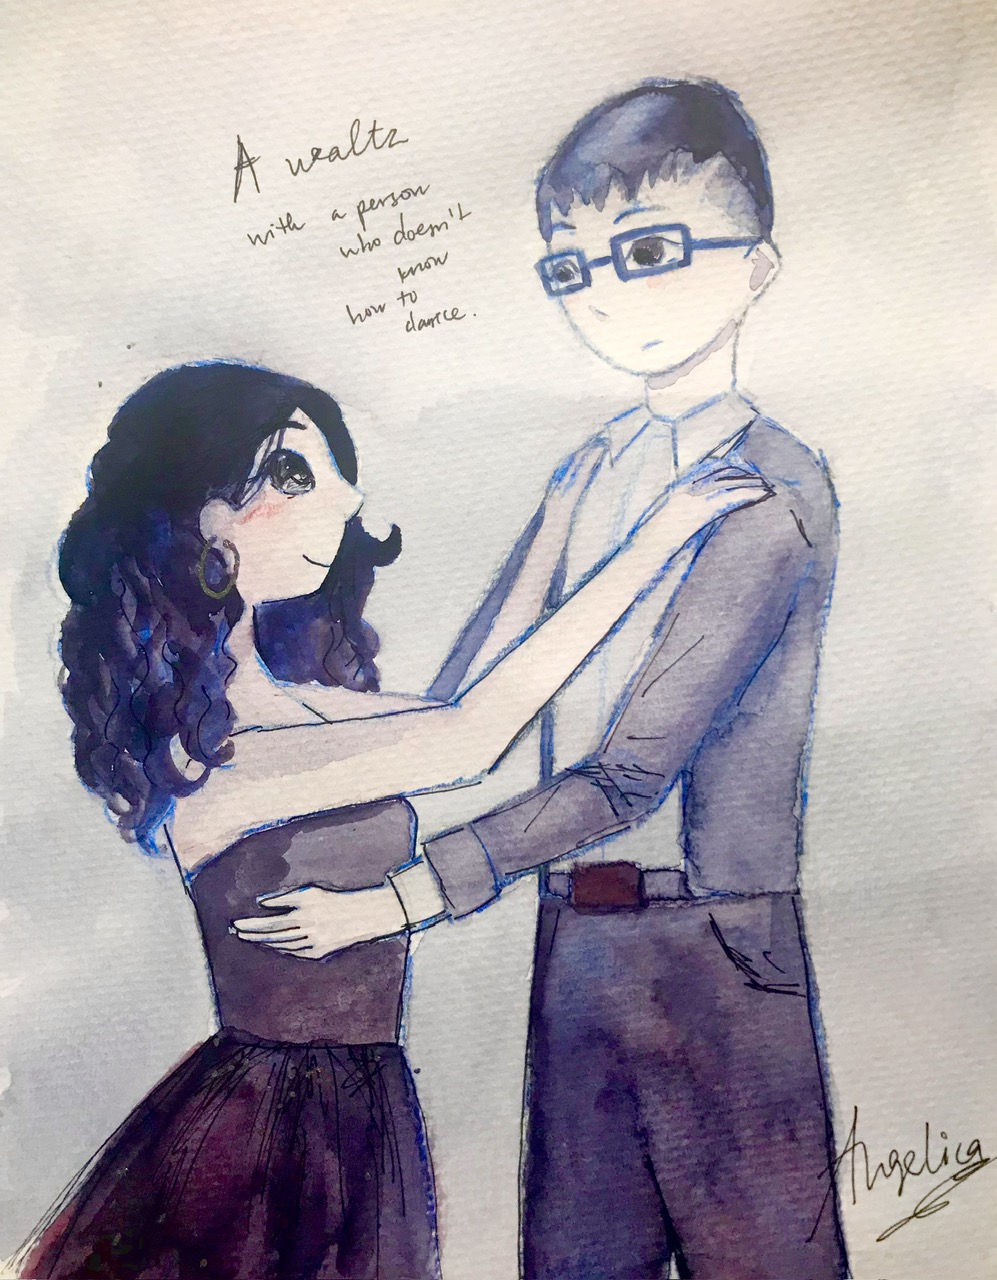 A waltz
with a person
who doesn't
know
how to
dance.
Angelica